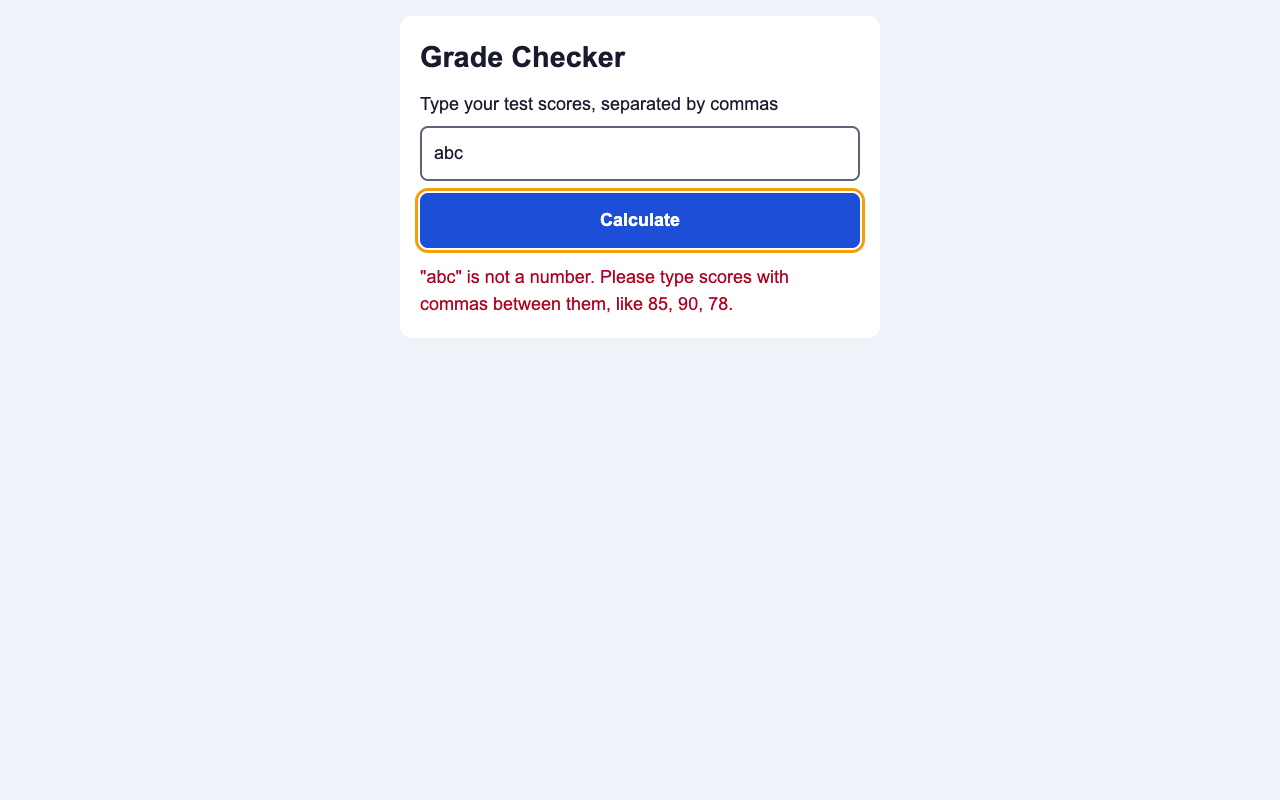 Grade Checker
Type your test scores, separated by commas
abc
Calculate
"abc" is not a number. Please type scores with
commas between them, like 85, 90, 78.